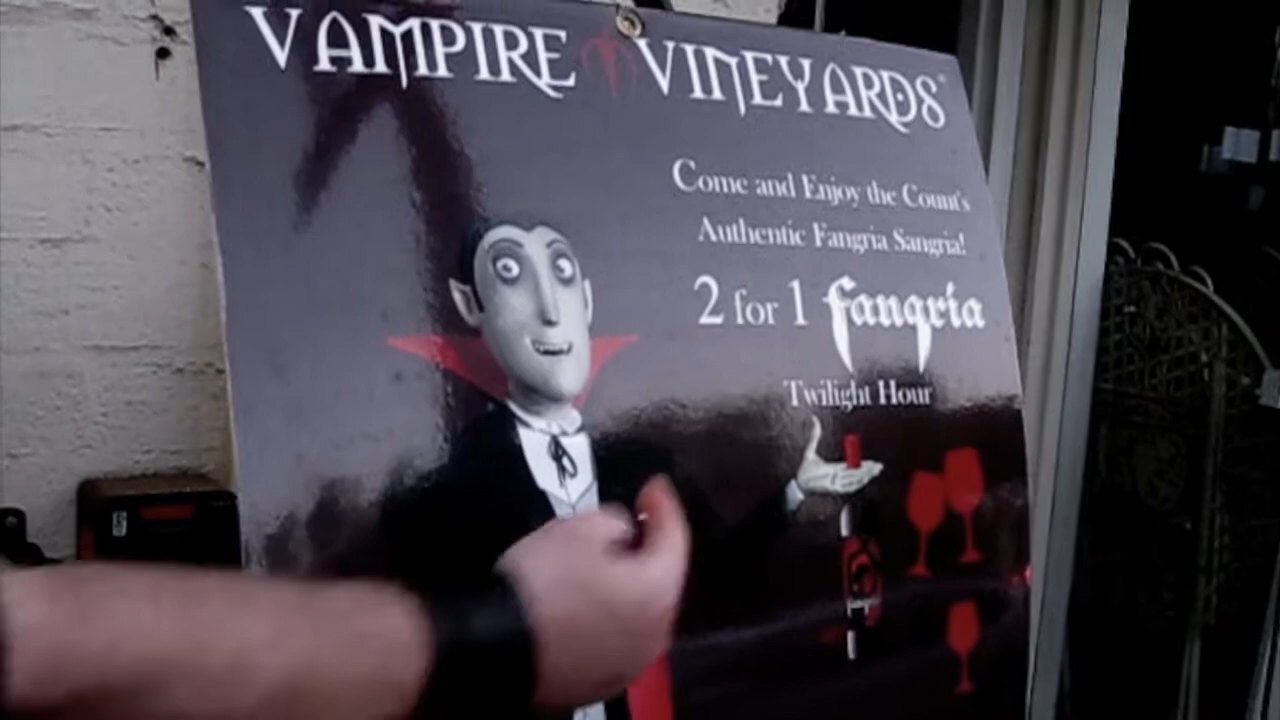 VAMPIRE VINEYARDS®
Come and Enjoy the Count's
Authentic Fangria Sangria!
2 for 1 fangria
Twilight Hour